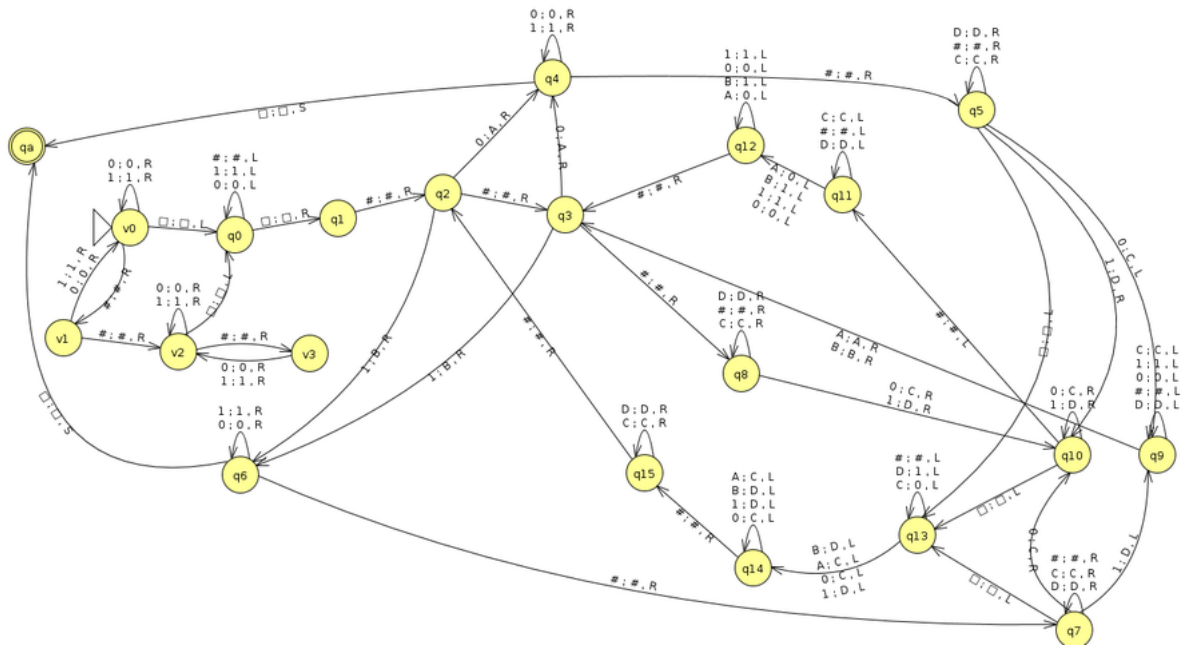 0;0,R
1;1,R
q4
D;D,R
#;#,R
C;C,R
q5
□;□,S
#;#,R
1;1,L
0;0,L
B;1,L
A;0,L
q12
C;C,L
#;#,L
D;D,L
q11
A;0,L
B;1,L
1;1,L
0;0,L
qa
0;0,R
1;1,R
v0
□;□,L
#;#,L
1;1,L
0;0,L
q0
□;□,R
q1
#;#,R
q2
0;A,R
#;#,R
0;A,R
q3
#;#,R
1;1,R
0;0,R
#;#,R
v1
#;#,R
0;0,R
1;1,R
v2
□;□,L
#;#,R
0;0,R
1;1,R
v3
1;B,R
1;B,R
#;#,R
#;#,R
D;D,R
#;#,R
C;C,R
q8
A;A,R
B;B,R
0;C,R
1;D,R
#;#,L
1;D,R
0;C,L
0;C,R
1;D,R
q10
C;C,L
1;1,L
0;0,L
#;#,L
D;D,L
q9
□;□,S
1;1,R
0;0,R
q6
#;#,R
D;D,R
C;C,R
q15
#;#,R
A;C,L
B;D,L
1;D,L
0;C,L
q14
B;D,L
A;C,L
0;C,L
1;D,L
#;#,L
D;1,L
C;0,L
q13
□;□,L
□;□,L
0;C,R
1;D,L
#;#,R
C;C,R
D;D,R
q7